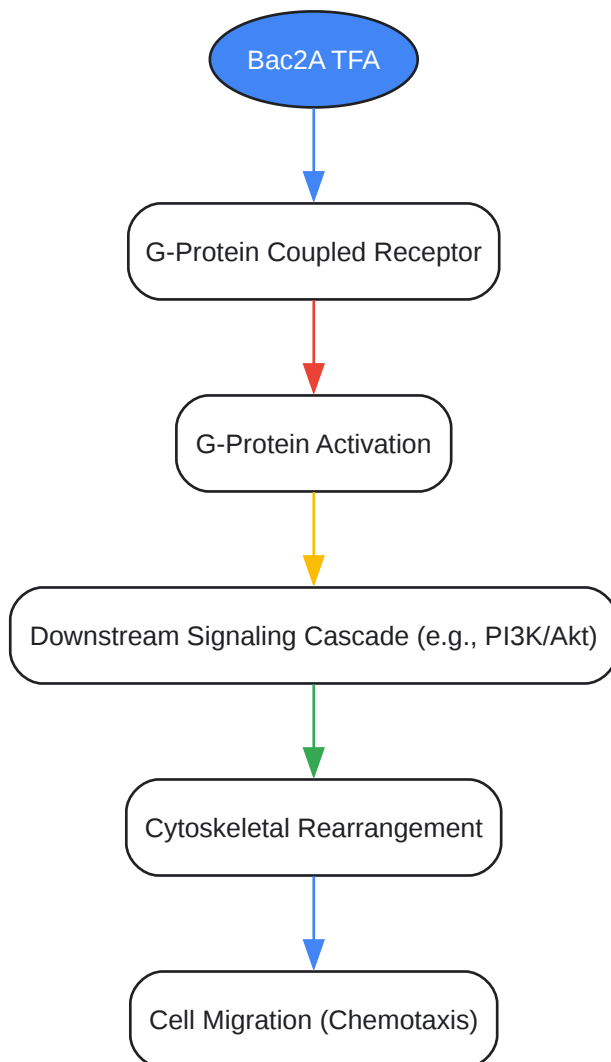 Bac2A TFA
G-Protein Coupled Receptor
G-Protein Activation
Downstream Signaling Cascade (e.g., PI3K/Akt)
Cytoskeletal Rearrangement
Cell Migration (Chemotaxis)